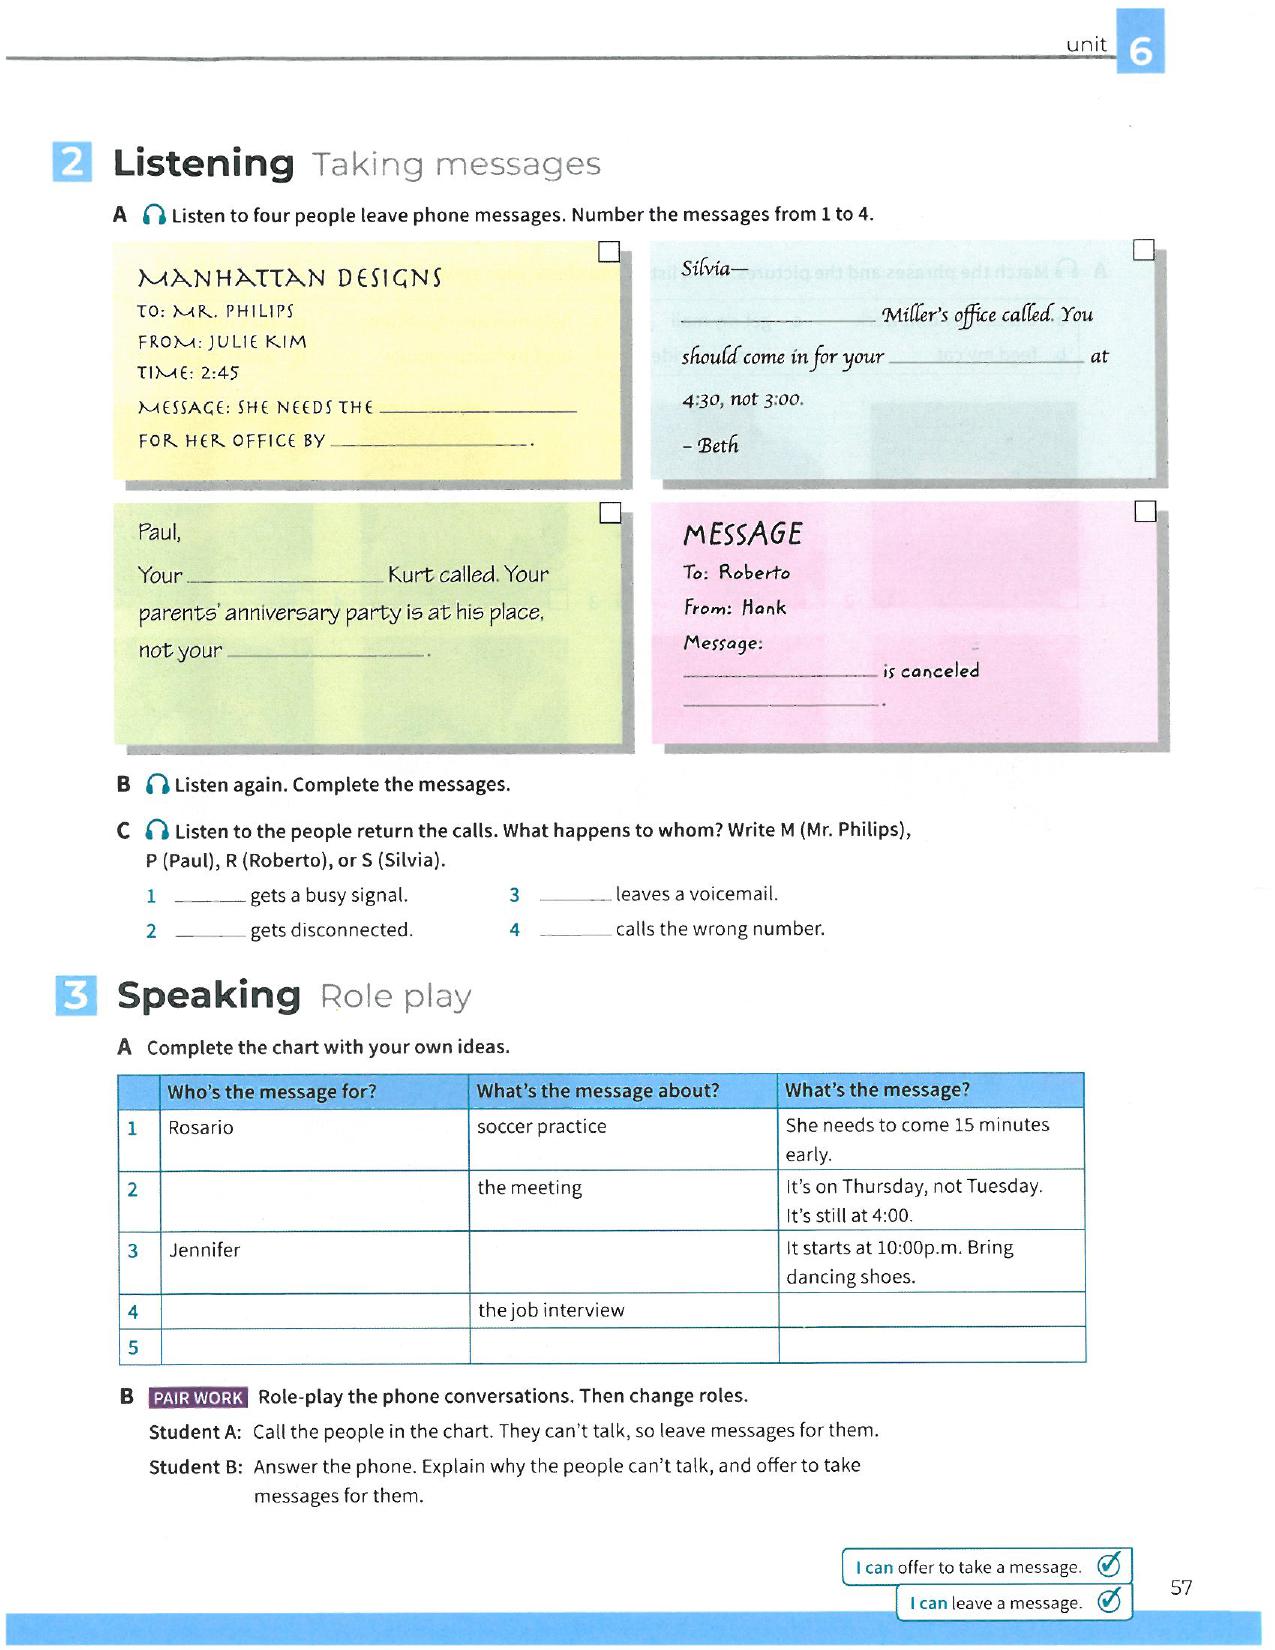 unit 6
2 Listening Taking messages
A Listen to four people leave phone messages. Number the messages from 1 to 4.
MANHATTAN DESIGNS
TO: MR. PHILIPS
FROM: JULIE KIM
TIME: 2:45
MESSAGE: SHE NEEDS THE ____________
FOR HER OFFICE BY ____________.
Silvia—
____________ Miller's office called. You
should come in for your ____________ at
4:30, not 3:00.
– Beth
Paul,
Your ____________ Kurt called. Your
parents' anniversary party is at his place,
not your ____________.
MESSAGE
To: Roberto
From: Hank
Message:
____________ is canceled
____________.
B Listen again. Complete the messages.
C Listen to the people return the calls. What happens to whom? Write M (Mr. Philips),
P (Paul), R (Roberto), or S (Silvia).
1 ______ gets a busy signal.
2 ______ gets disconnected.
3 ______ leaves a voicemail.
4 ______ calls the wrong number.
3 Speaking Role play
A Complete the chart with your own ideas.
Who's the message for? What's the message about? What's the message?
1 Rosario soccer practice She needs to come 15 minutes
early.
2 the meeting It's on Thursday, not Tuesday.
It's still at 4:00.
3 Jennifer It starts at 10:00p.m. Bring
dancing shoes.
4 the job interview
5
B PAIR WORK Role-play the phone conversations. Then change roles.
Student A: Call the people in the chart. They can't talk, so leave messages for them.
Student B: Answer the phone. Explain why the people can't talk, and offer to take
messages for them.
I can offer to take a message.
I can leave a message.
57